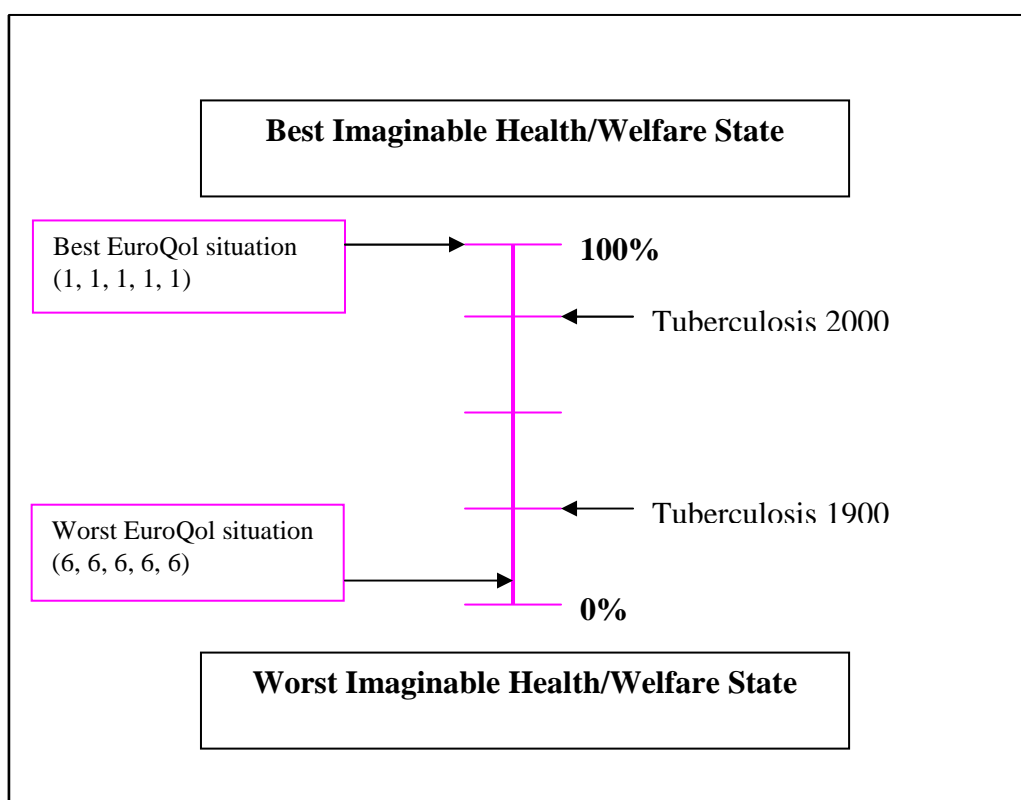 Best Imaginable Health/Welfare State
Best EuroQol situation
(1, 1, 1, 1, 1)
100%
Tuberculosis 2000
Tuberculosis 1900
Worst EuroQol situation
(6, 6, 6, 6, 6)
0%
Worst Imaginable Health/Welfare State